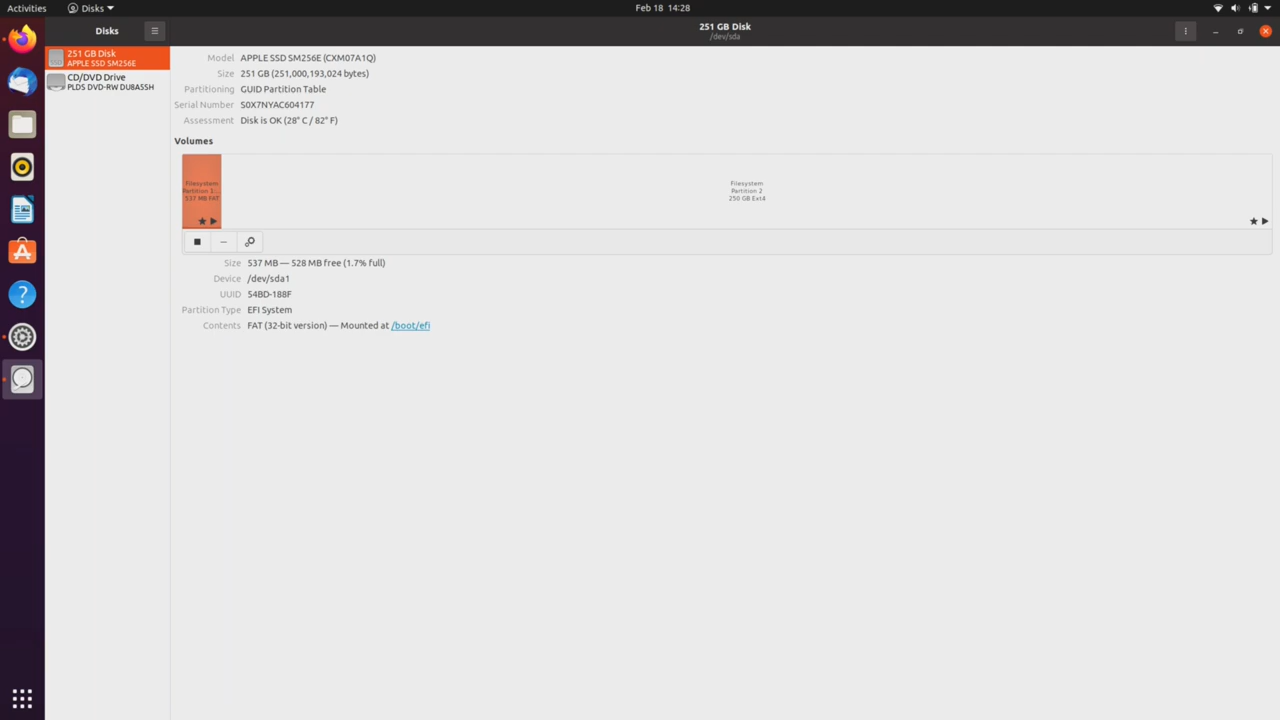 Activities
Disks
Feb 18 14:28
Disks
251 GB Disk
/dev/sda
251 GB Disk
APPLE SSD SM256E
CD/DVD Drive
PLDS DVD-RW DU8A5SH
Model APPLE SSD SM256E (CXM07A1Q)
Size 251 GB (251,000,193,024 bytes)
Partitioning GUID Partition Table
Serial Number S0X7NYAC604177
Assessment Disk is OK (28° C / 82° F)
Volumes
Filesystem
Partition 1:…
537 MB FAT
Filesystem
Partition 2
250 GB Ext4
Size 537 MB — 528 MB free (1.7% full)
Device /dev/sda1
UUID 54BD-188F
Partition Type EFI System
Contents FAT (32-bit version) — Mounted at /boot/efi